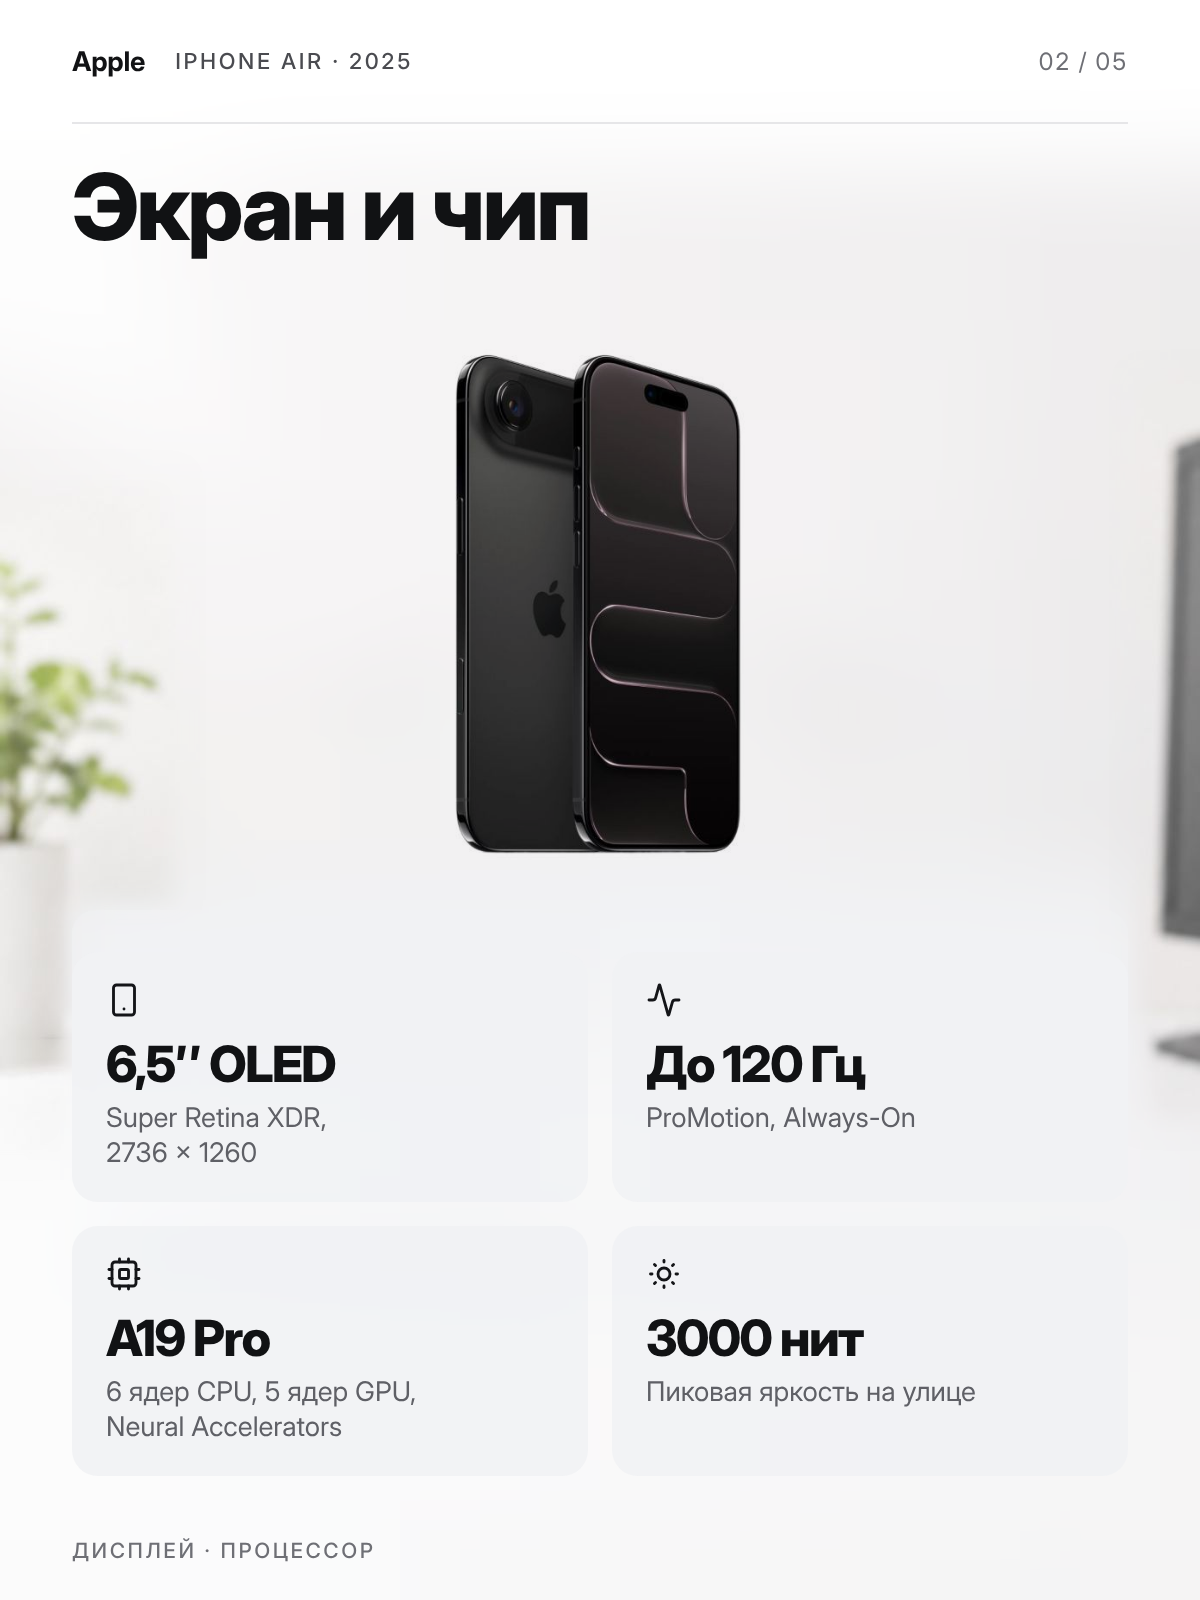 Apple IPHONE AIR · 2025 02 / 05
Экран и чип
6,5″ OLED
Super Retina XDR,
2736 × 1260
До 120 Гц
ProMotion, Always-On
A19 Pro
6 ядер CPU, 5 ядер GPU,
Neural Accelerators
3000 нит
Пиковая яркость на улице
ДИСПЛЕЙ · ПРОЦЕССОР